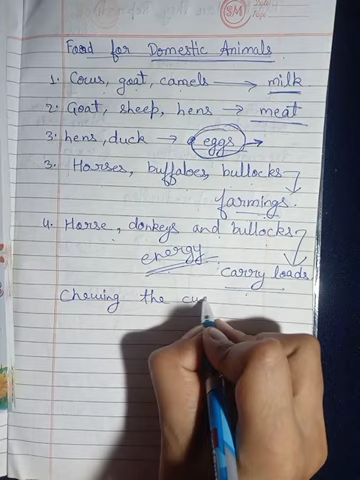 Food for Domestic Animals
1. Cows, goat, camels → milk.
2. Goat, sheep, hens → meat
3. hens, duck → eggs →
3. Horses, buffaloes, bullocks
farmings.
4. Horse, donkeys and bullocks
energy
carry loads
Chewing the cu